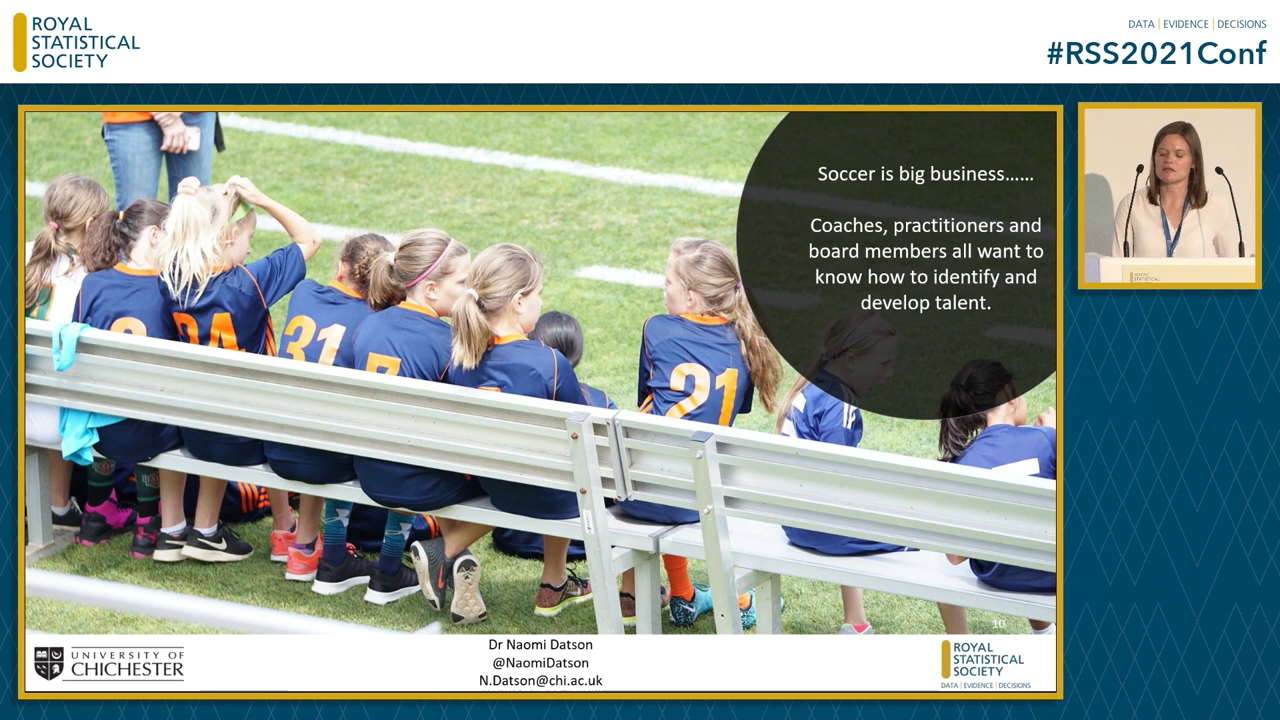 ROYAL
STATISTICAL
SOCIETY
DATA | EVIDENCE | DECISIONS
#RSS2021Conf
Soccer is big business......
Coaches, practitioners and
board members all want to
know how to identify and
develop talent.
31
21
10
UNIVERSITY OF
CHICHESTER
Dr Naomi Datson
@NaomiDatson
N.Datson@chi.ac.uk
ROYAL
STATISTICAL
SOCIETY
DATA | EVIDENCE | DECISIONS
ROYAL
STATISTICAL